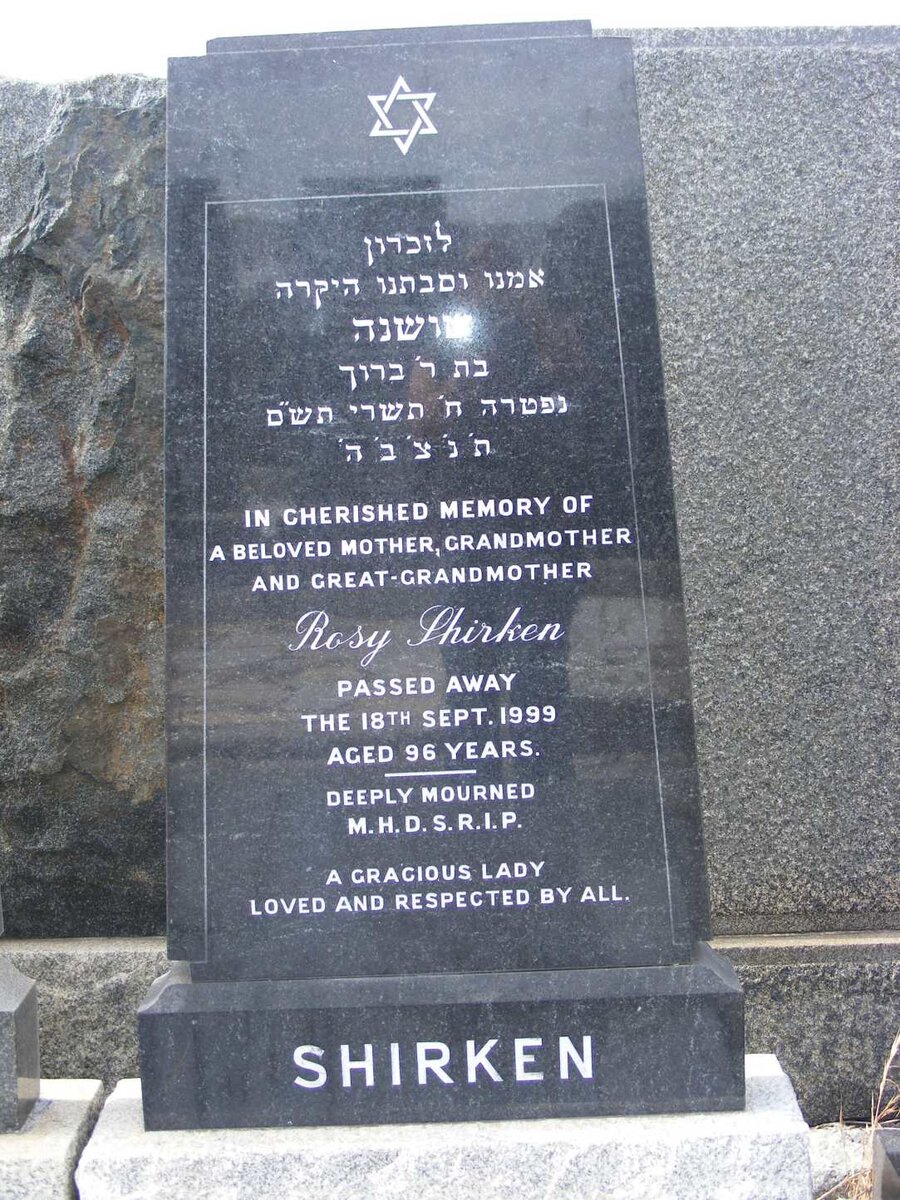 לזכרון
אמנו וסבתנו היקרה
שושנה
בת ר׳ ברוך
נפטרה ח׳ תשרי תש״ם
ת׳ נ׳ צ׳ ב׳ ה׳
IN CHERISHED MEMORY OF
A BELOVED MOTHER, GRANDMOTHER
AND GREAT-GRANDMOTHER
Rosy Shirken
PASSED AWAY
THE 18TH SEPT. 1999
AGED 96 YEARS.
DEEPLY MOURNED
M.H.D.S.R.I.P.
A GRACIOUS LADY
LOVED AND RESPECTED BY ALL.
SHIRKEN